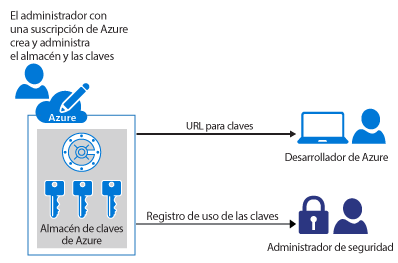 El administrador con
una suscripción de Azure
crea y administra
el almacén y las claves
Azure
URL para claves
Desarrollador de Azure
Almacén de claves
de Azure
Registro de uso de las claves
Administrador de seguridad